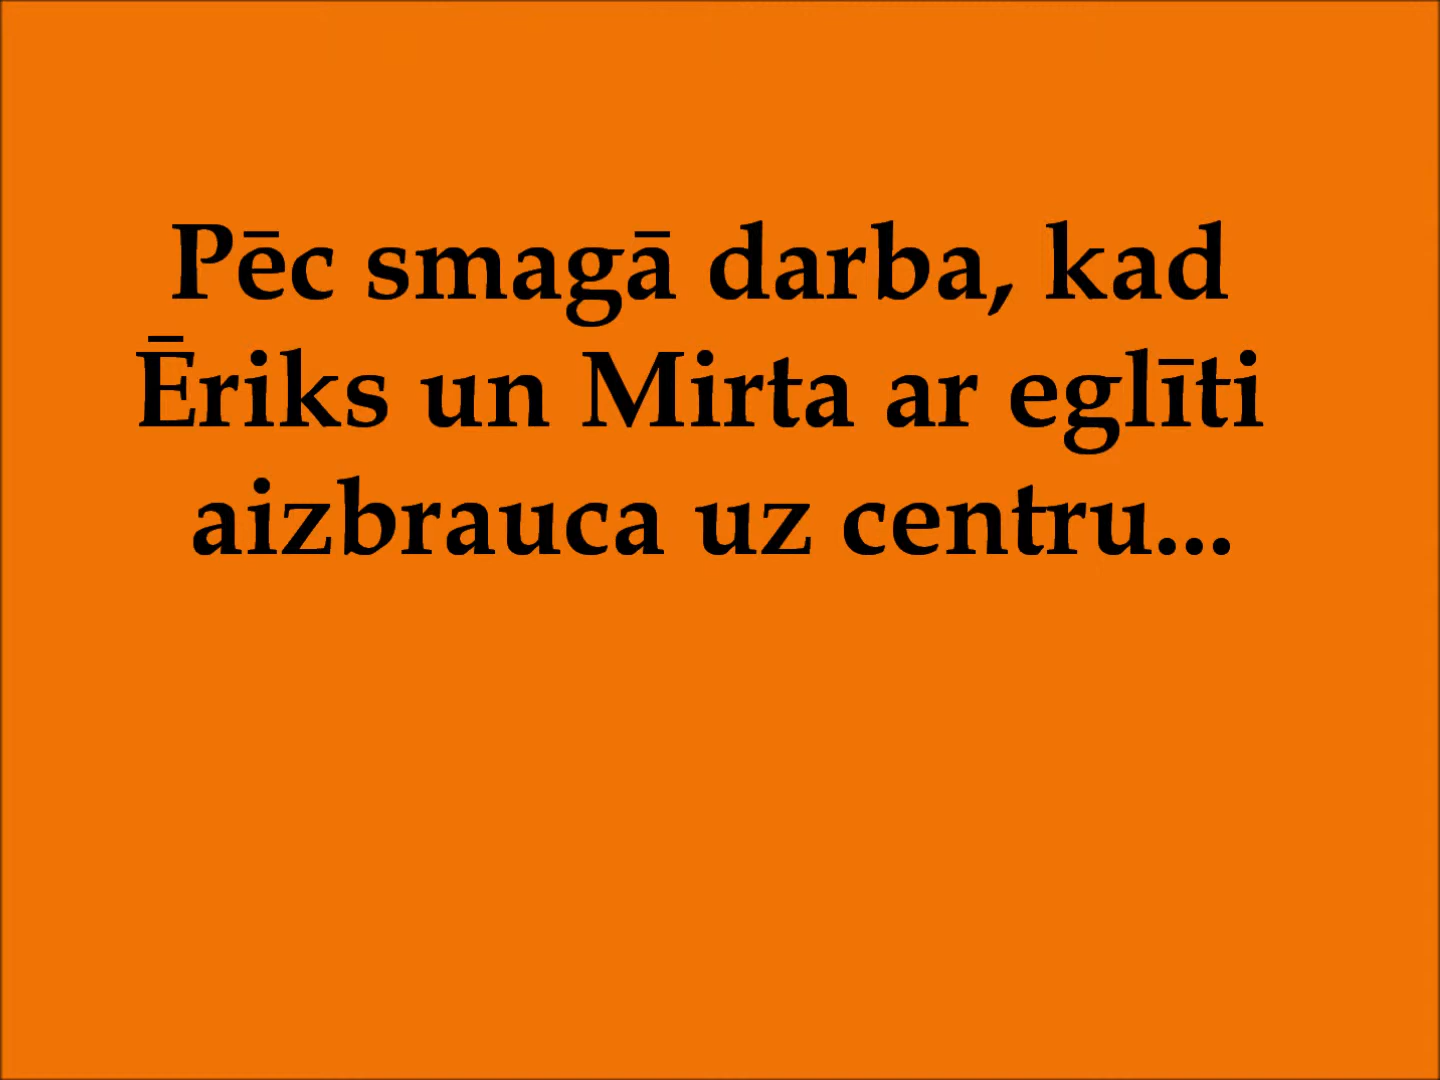 Pēc smagā darba, kad
Ēriks un Mirta ar eglīti
aizbrauca uz centru...